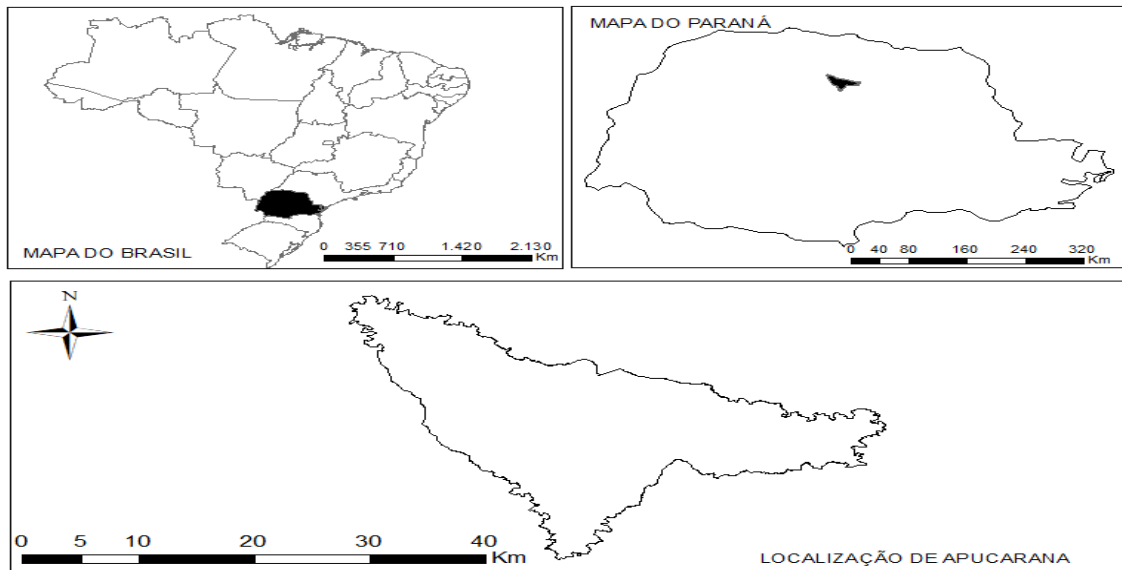 MAPA DO BRASIL
0 355 710 1.420 2.130
Km
MAPA DO PARANÁ
0 40 80 160 240 320
Km
N
0 5 10 20 30 40
Km
LOCALIZAÇÃO DE APUCARANA